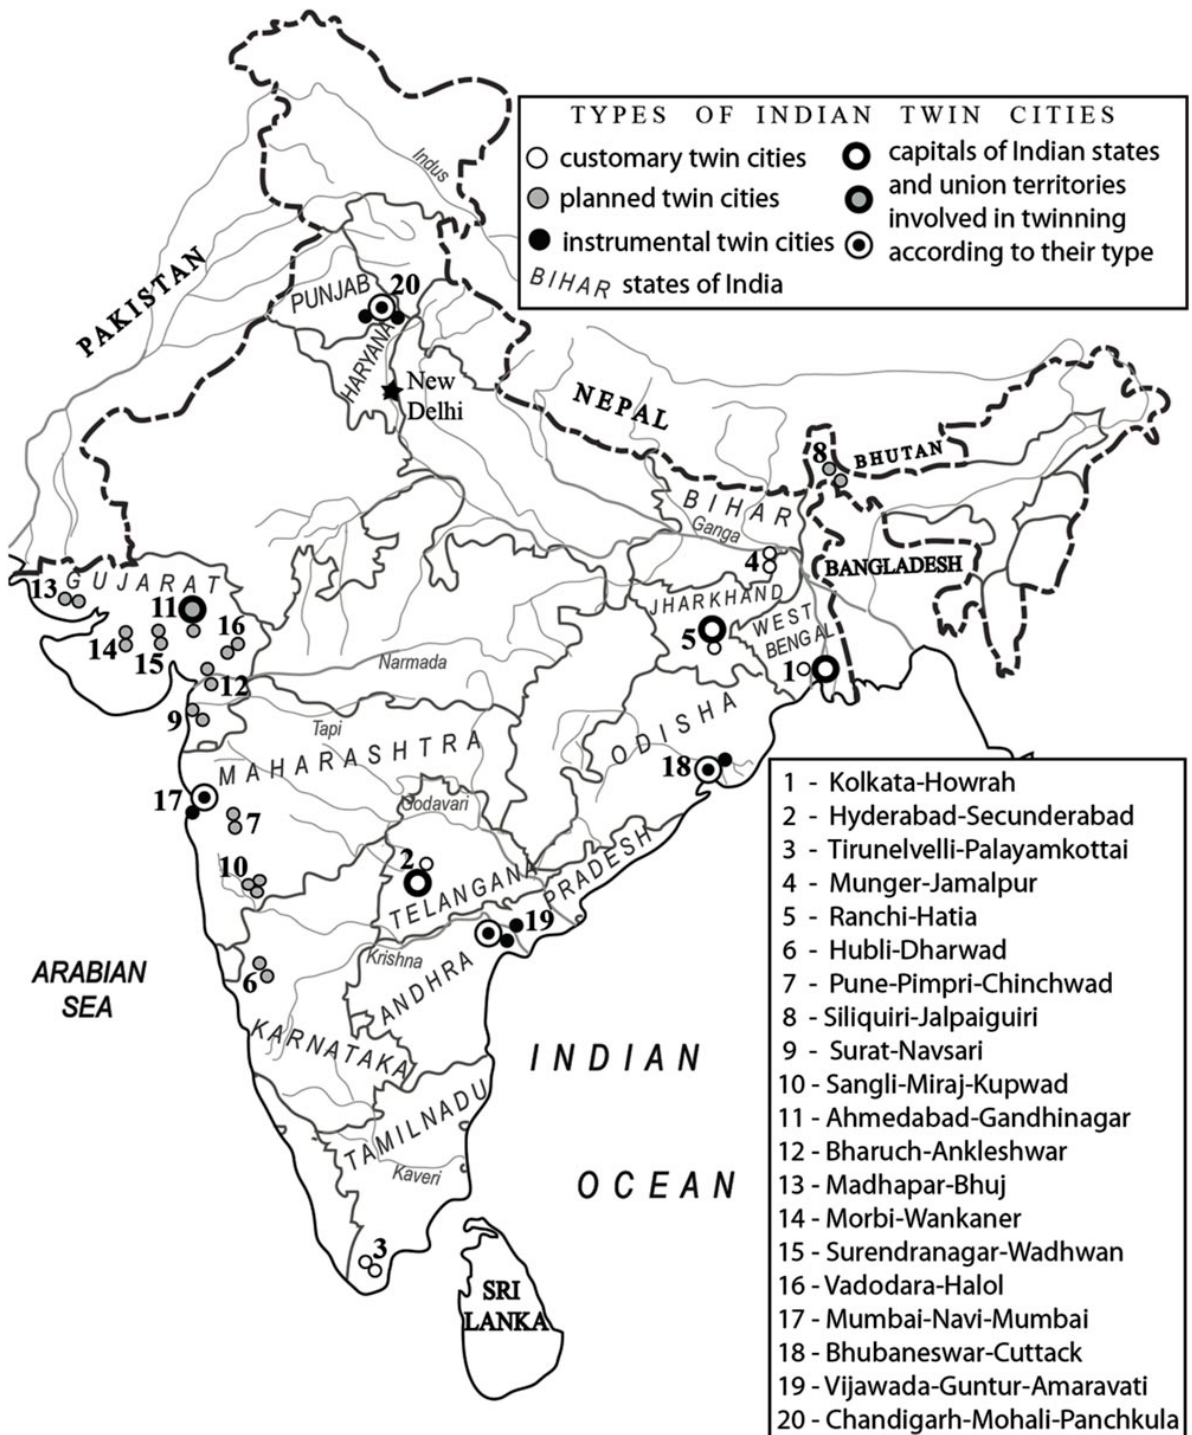 TYPES OF INDIAN TWIN CITIES
customary twin cities
planned twin cities
instrumental twin cities
BIHAR states of India
capitals of Indian states
and union territories
involved in twinning
according to their type
Indus
PAKISTAN
PUNJAB
20
HARYANA
New
Delhi
NEPAL
8
BHUTAN
BIHAR
Ganga
4
BANGLADESH
13
GUJARAT
11
16
14
15
12
9
JHARKHAND
5
WEST
BENGAL
1
Narmada
Tapi
MAHARASHTRA
ODISHA
18
17
7
Godavari
10
2
TELANGANA
PRADESH
19
Krishna
ANDHRA
6
ARABIAN
SEA
KARNATAKA
INDIAN
OCEAN
TAMILNADU
Kaveri
3
SRI
LANKA
1 - Kolkata-Howrah
2 - Hyderabad-Secunderabad
3 - Tirunelvelli-Palayamkottai
4 - Munger-Jamalpur
5 - Ranchi-Hatia
6 - Hubli-Dharwad
7 - Pune-Pimpri-Chinchwad
8 - Siliquiri-Jalpaiguiri
9 - Surat-Navsari
10 - Sangli-Miraj-Kupwad
11 - Ahmedabad-Gandhinagar
12 - Bharuch-Ankleshwar
13 - Madhapar-Bhuj
14 - Morbi-Wankaner
15 - Surendranagar-Wadhwan
16 - Vadodara-Halol
17 - Mumbai-Navi-Mumbai
18 - Bhubaneswar-Cuttack
19 - Vijawada-Guntur-Amaravati
20 - Chandigarh-Mohali-Panchkula